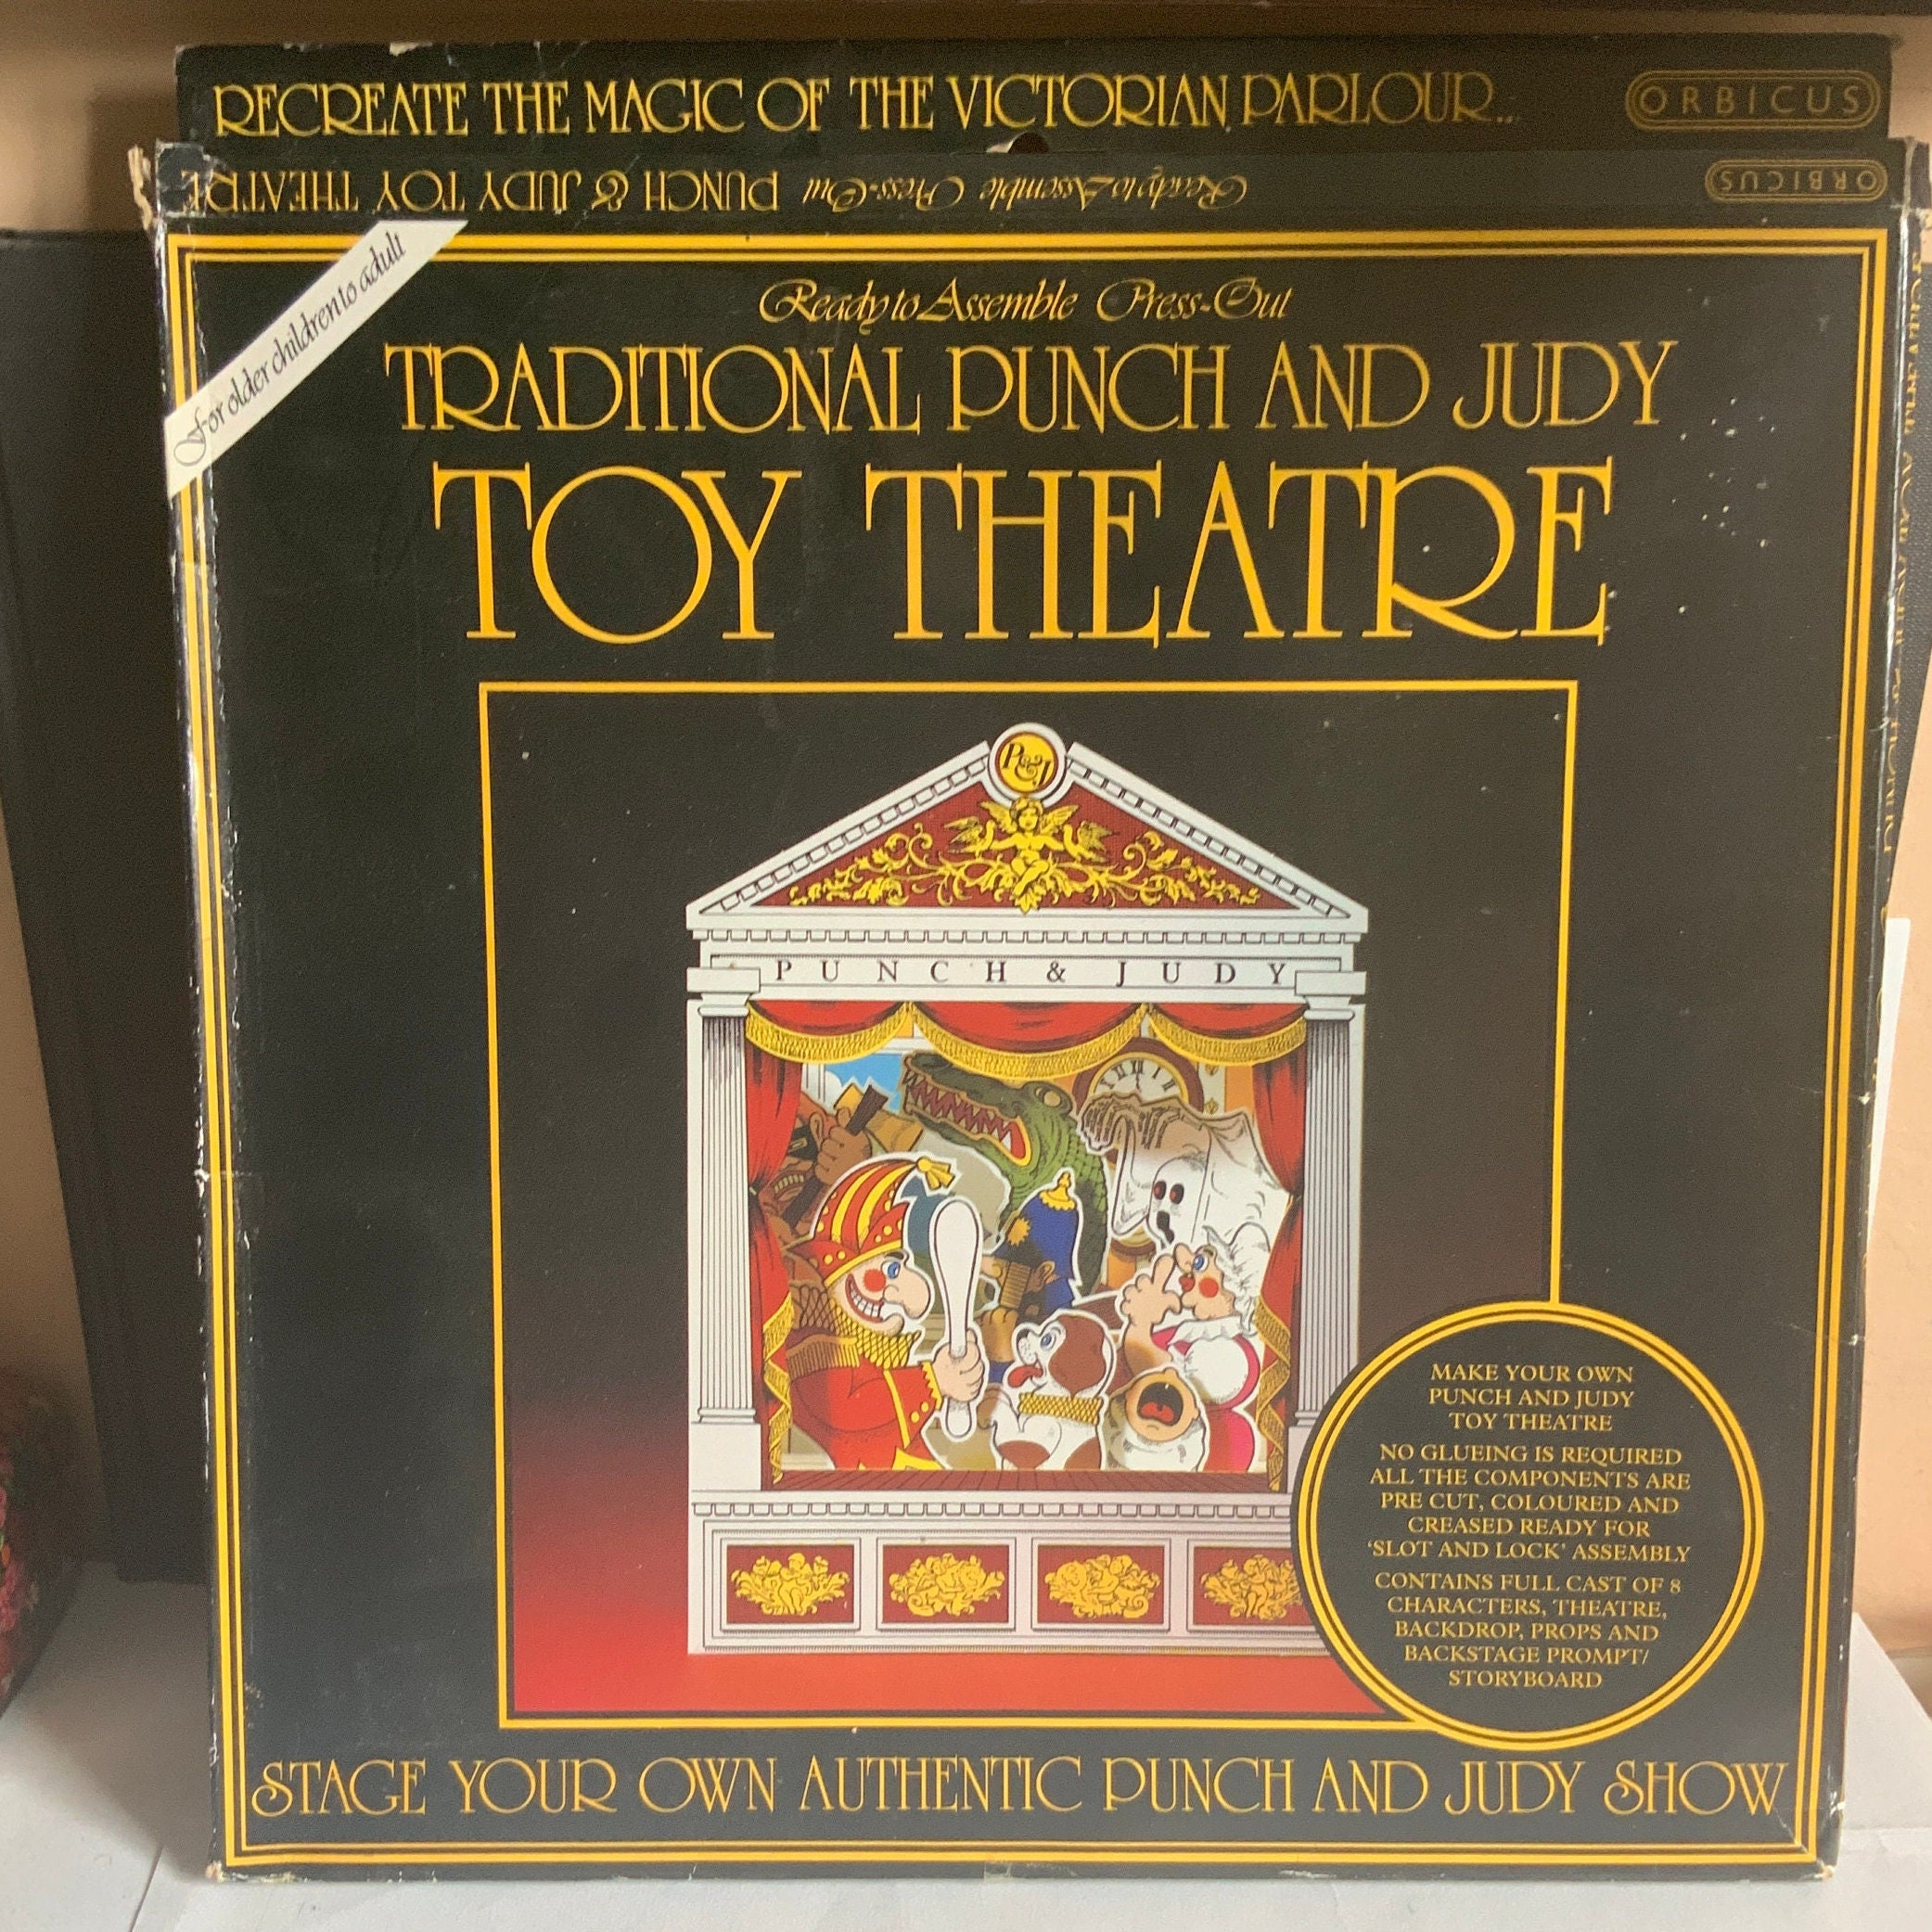 RECREATE THE MAGIC OF THE VICTORIAN PARLOUR...
ORBICUS
Ready to Assemble Press-Out PUNCH & JUDY TOY THEATRE
ORBICUS
For older children to adult
Ready to Assemble Press-Out
TRADITIONAL PUNCH AND JUDY
TOY THEATRE
P&J
PUNCH & JUDY
MAKE YOUR OWN
PUNCH AND JUDY
TOY THEATRE
NO GLUEING IS REQUIRED
ALL THE COMPONENTS ARE
PRE CUT, COLOURED AND
CREASED READY FOR
'SLOT AND LOCK' ASSEMBLY
CONTAINS FULL CAST OF 8
CHARACTERS, THEATRE,
BACKDROP, PROPS AND
BACKSTAGE PROMPT/
STORYBOARD
STAGE YOUR OWN AUTHENTIC PUNCH AND JUDY SHOW